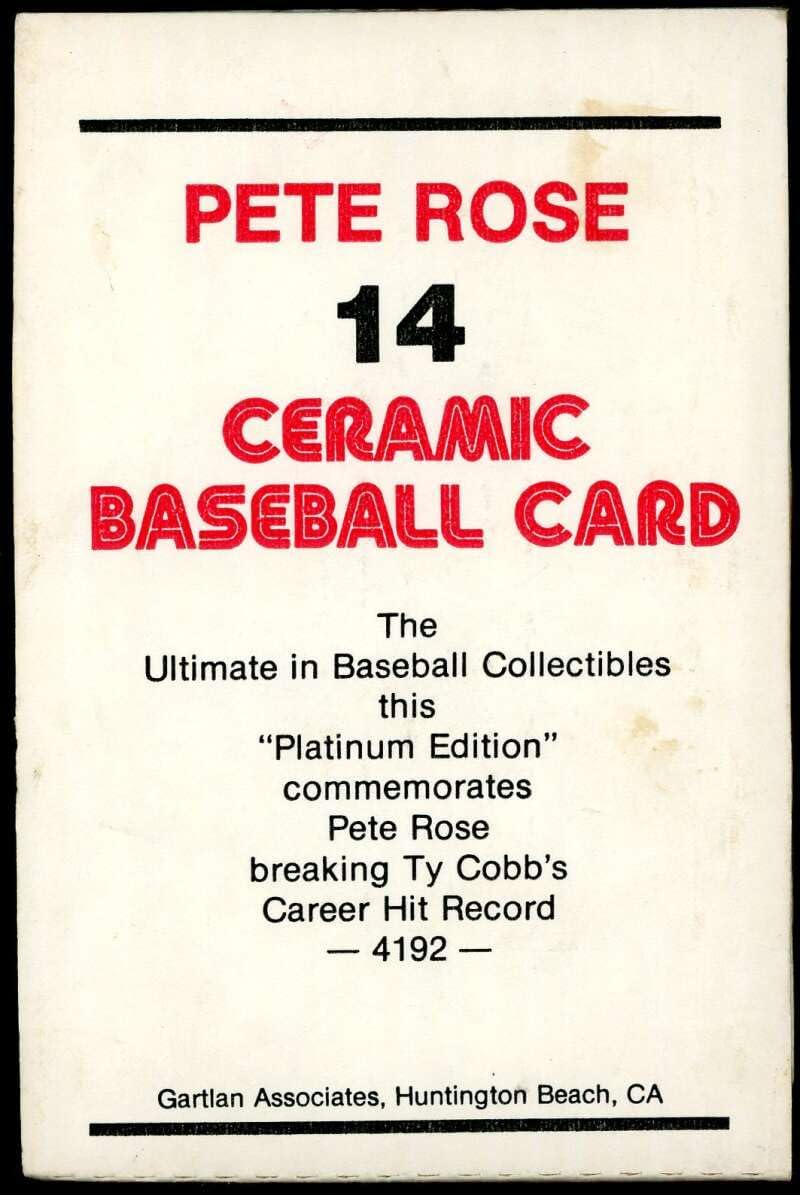 PETE ROSE
14
CERAMIC
BASEBALL CARD
The
Ultimate in Baseball Collectibles
this
“Platinum Edition”
commemorates
Pete Rose
breaking Ty Cobb’s
Career Hit Record
— 4192 —
Gartlan Associates, Huntington Beach, CA